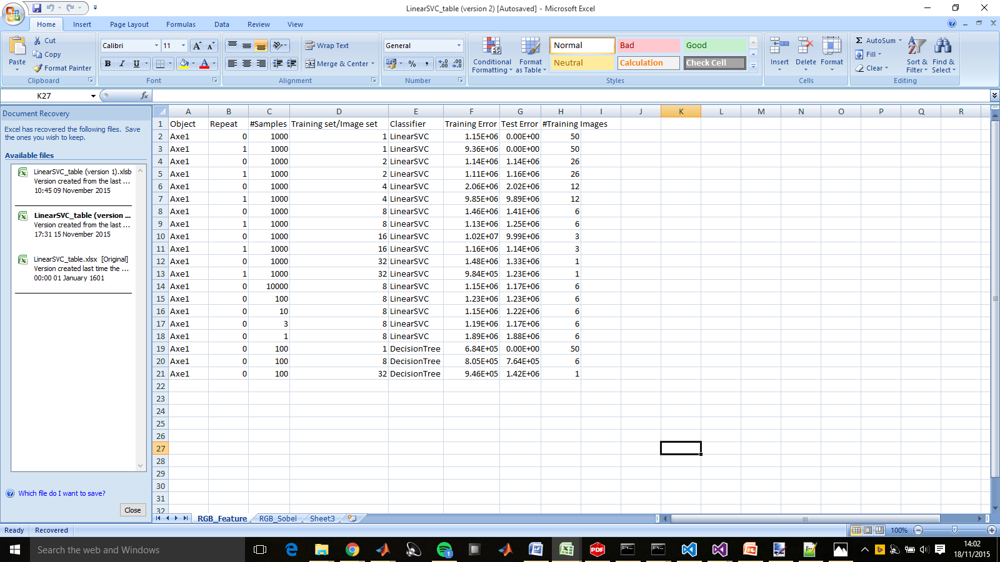 LinearSVC_table (version 2) [Autosaved] - Microsoft Excel
Home Insert Page Layout Formulas Data Review View
Paste Cut Copy Format Painter Clipboard
Calibri 11 B I U Font
Wrap Text Merge & Center Alignment
General % , Number
Conditional Formatting Format as Table
Normal Bad Good
Neutral Calculation Check Cell
Styles
Insert Delete Format Cells
Σ AutoSum Fill Clear Sort & Filter Find & Select Editing
K27 fx
Document Recovery
Excel has recovered the following files. Save
the ones you wish to keep.
Available files
LinearSVC_table (version 1).xlsb
Version created from the last ...
10:45 09 November 2015
LinearSVC_table (version ...
Version created from the last ...
17:31 15 November 2015
LinearSVC_table.xlsx [Original]
Version created last time the ...
00:00 01 January 1601
Which file do I want to save?
Close
A B C D E F G H I J K L M N O P Q R
1 Object Repeat #Samples Training set/Image set Classifier Training Error Test Error #Training Images
2 Axe1 0 1000 1 LinearSVC 1.15E+06 0.00E+00 50
3 Axe1 1 1000 1 LinearSVC 9.36E+06 0.00E+00 50
4 Axe1 0 1000 2 LinearSVC 1.14E+06 1.14E+06 26
5 Axe1 1 1000 2 LinearSVC 1.11E+06 1.16E+06 26
6 Axe1 0 1000 4 LinearSVC 2.06E+06 2.02E+06 12
7 Axe1 1 1000 4 LinearSVC 9.85E+06 9.89E+06 12
8 Axe1 0 1000 8 LinearSVC 1.46E+06 1.41E+06 6
9 Axe1 1 1000 8 LinearSVC 1.13E+06 1.25E+06 6
10 Axe1 0 1000 16 LinearSVC 1.02E+07 9.99E+06 3
11 Axe1 1 1000 16 LinearSVC 1.16E+06 1.14E+06 3
12 Axe1 0 1000 32 LinearSVC 1.48E+06 1.33E+06 1
13 Axe1 1 1000 32 LinearSVC 9.84E+05 1.23E+06 1
14 Axe1 0 10000 8 LinearSVC 1.15E+06 1.17E+06 6
15 Axe1 0 100 8 LinearSVC 1.23E+06 1.23E+06 6
16 Axe1 0 10 8 LinearSVC 1.15E+06 1.22E+06 6
17 Axe1 0 3 8 LinearSVC 1.19E+06 1.17E+06 6
18 Axe1 0 1 8 LinearSVC 1.89E+06 1.88E+06 6
19 Axe1 0 100 1 DecisionTree 6.84E+05 0.00E+00 50
20 Axe1 0 100 8 DecisionTree 8.05E+05 7.64E+05 6
21 Axe1 0 100 32 DecisionTree 9.46E+05 1.42E+06 1
22
23
24
25
26
27
28
29
30
31
32
RGB_Feature RGB_Sobel Sheet3
Ready Recovered 100%
Search the web and Windows
PDF
14:02
18/11/2015